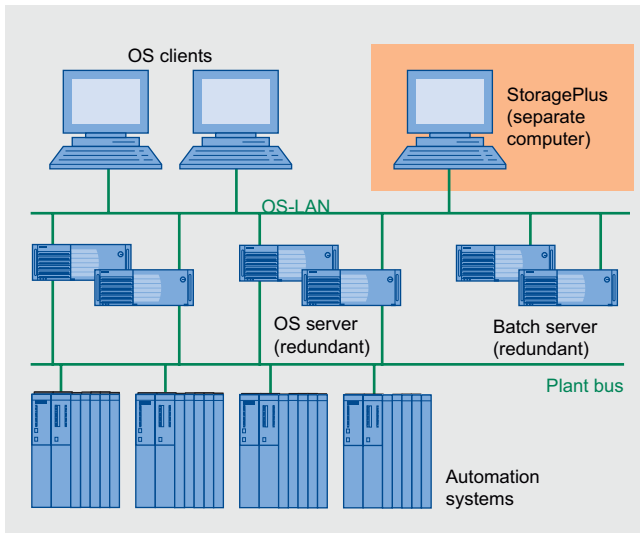 OS clients
StoragePlus
(separate
computer)
OS-LAN
OS server
(redundant)
Batch server
(redundant)
Plant bus
Automation
systems